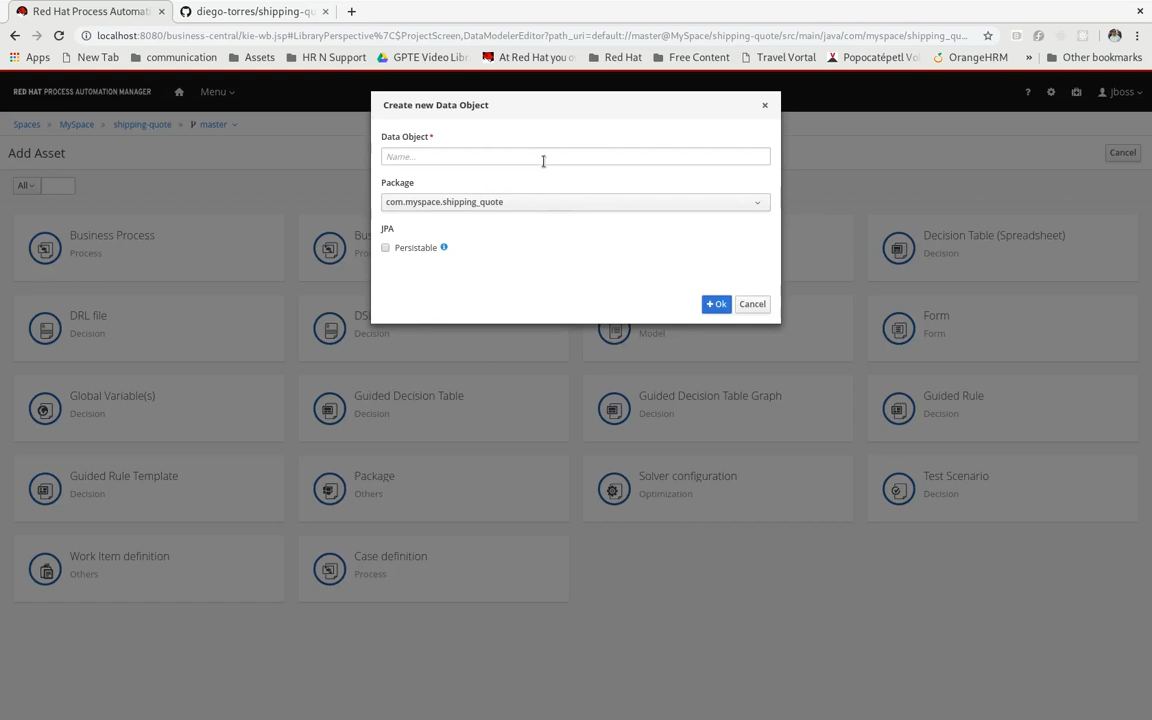 Red Hat Process Automati
diego-torres/shipping-qu
localhost:8080/business-central/kie-wb.jsp#LibraryPerspective%7C$ProjectScreen,DataModelerEditor?path_uri=default://master@MySpace/shipping-quote/src/main/java/com/myspace/shipping_qu...
Apps
New Tab
communication
Assets
HR N Support
GPTE Video Libr
At Red Hat you o
Red Hat
Free Content
Travel Vortal
Popocatépetl Vol
OrangeHRM
»
Other bookmarks
RED HAT PROCESS AUTOMATION MANAGER
Menu
jboss
Spaces » MySpace » shipping-quote » master
Add Asset
Cancel
All
Create new Data Object
Data Object*
Name...
Package
com.myspace.shipping_quote
JPA
Persistable
+ Ok
Cancel
Business Process
Process
Bus
Pro
Decision Table (Spreadsheet)
Decision
DRL file
Decision
DS
Decision
Model
Form
Form
Global Variable(s)
Decision
Guided Decision Table
Decision
Guided Decision Table Graph
Decision
Guided Rule
Decision
Guided Rule Template
Decision
Package
Others
Solver configuration
Optimization
Test Scenario
Decision
Work Item definition
Others
Case definition
Process